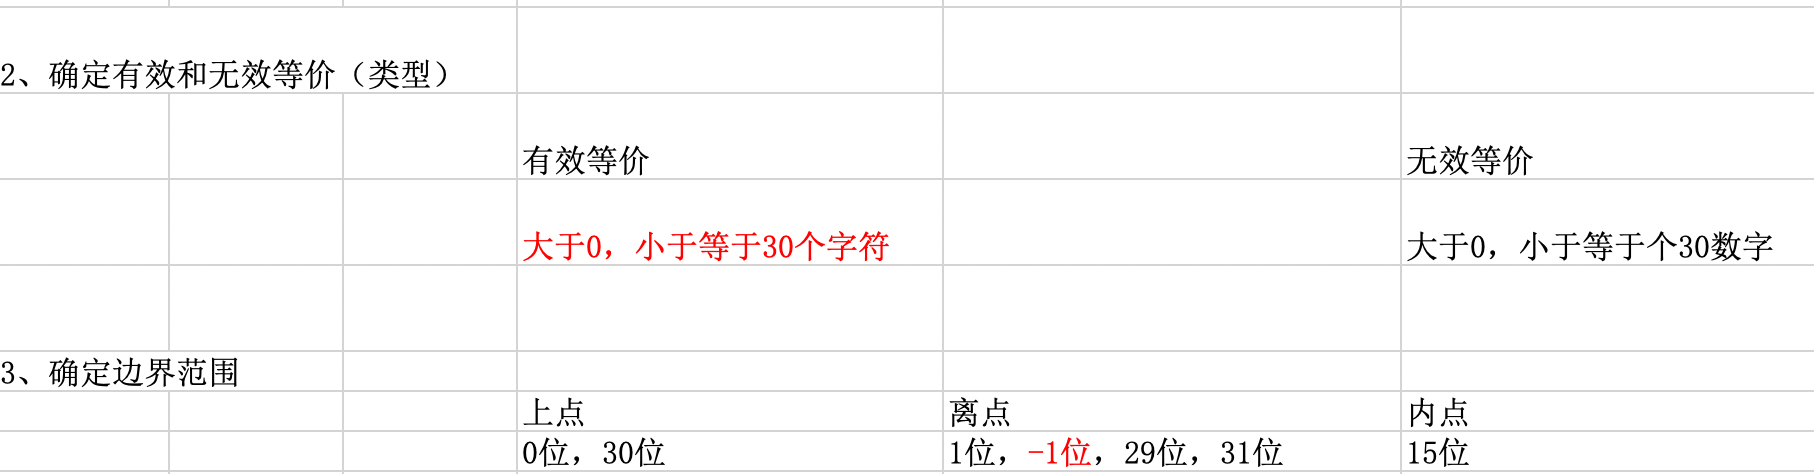 2、确定有效和无效等价（类型）
有效等价 无效等价
大于0，小于等于30个字符 大于0，小于等于个30数字
3、确定边界范围
上点 离点 内点
0位，30位 1位，-1位，29位，31位 15位